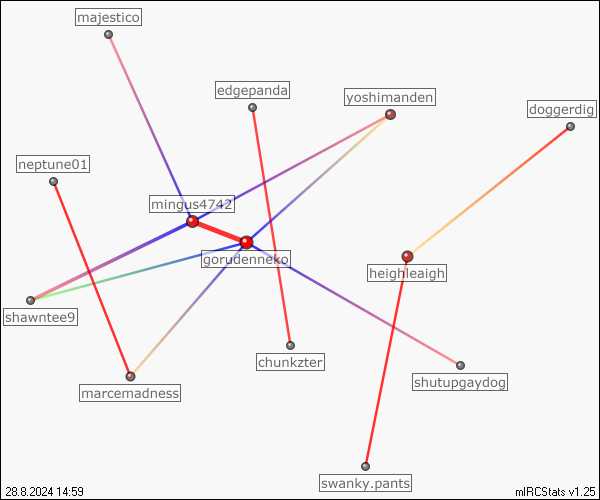 majestico
edgepanda
yoshimanden
doggerdig
neptune01
mingus4742
gorudenneko
heighleaigh
shawntee9
chunkzter
shutupgaydog
marcemadness
swanky.pants
28.8.2024 14:59
mIRCStats v1.25